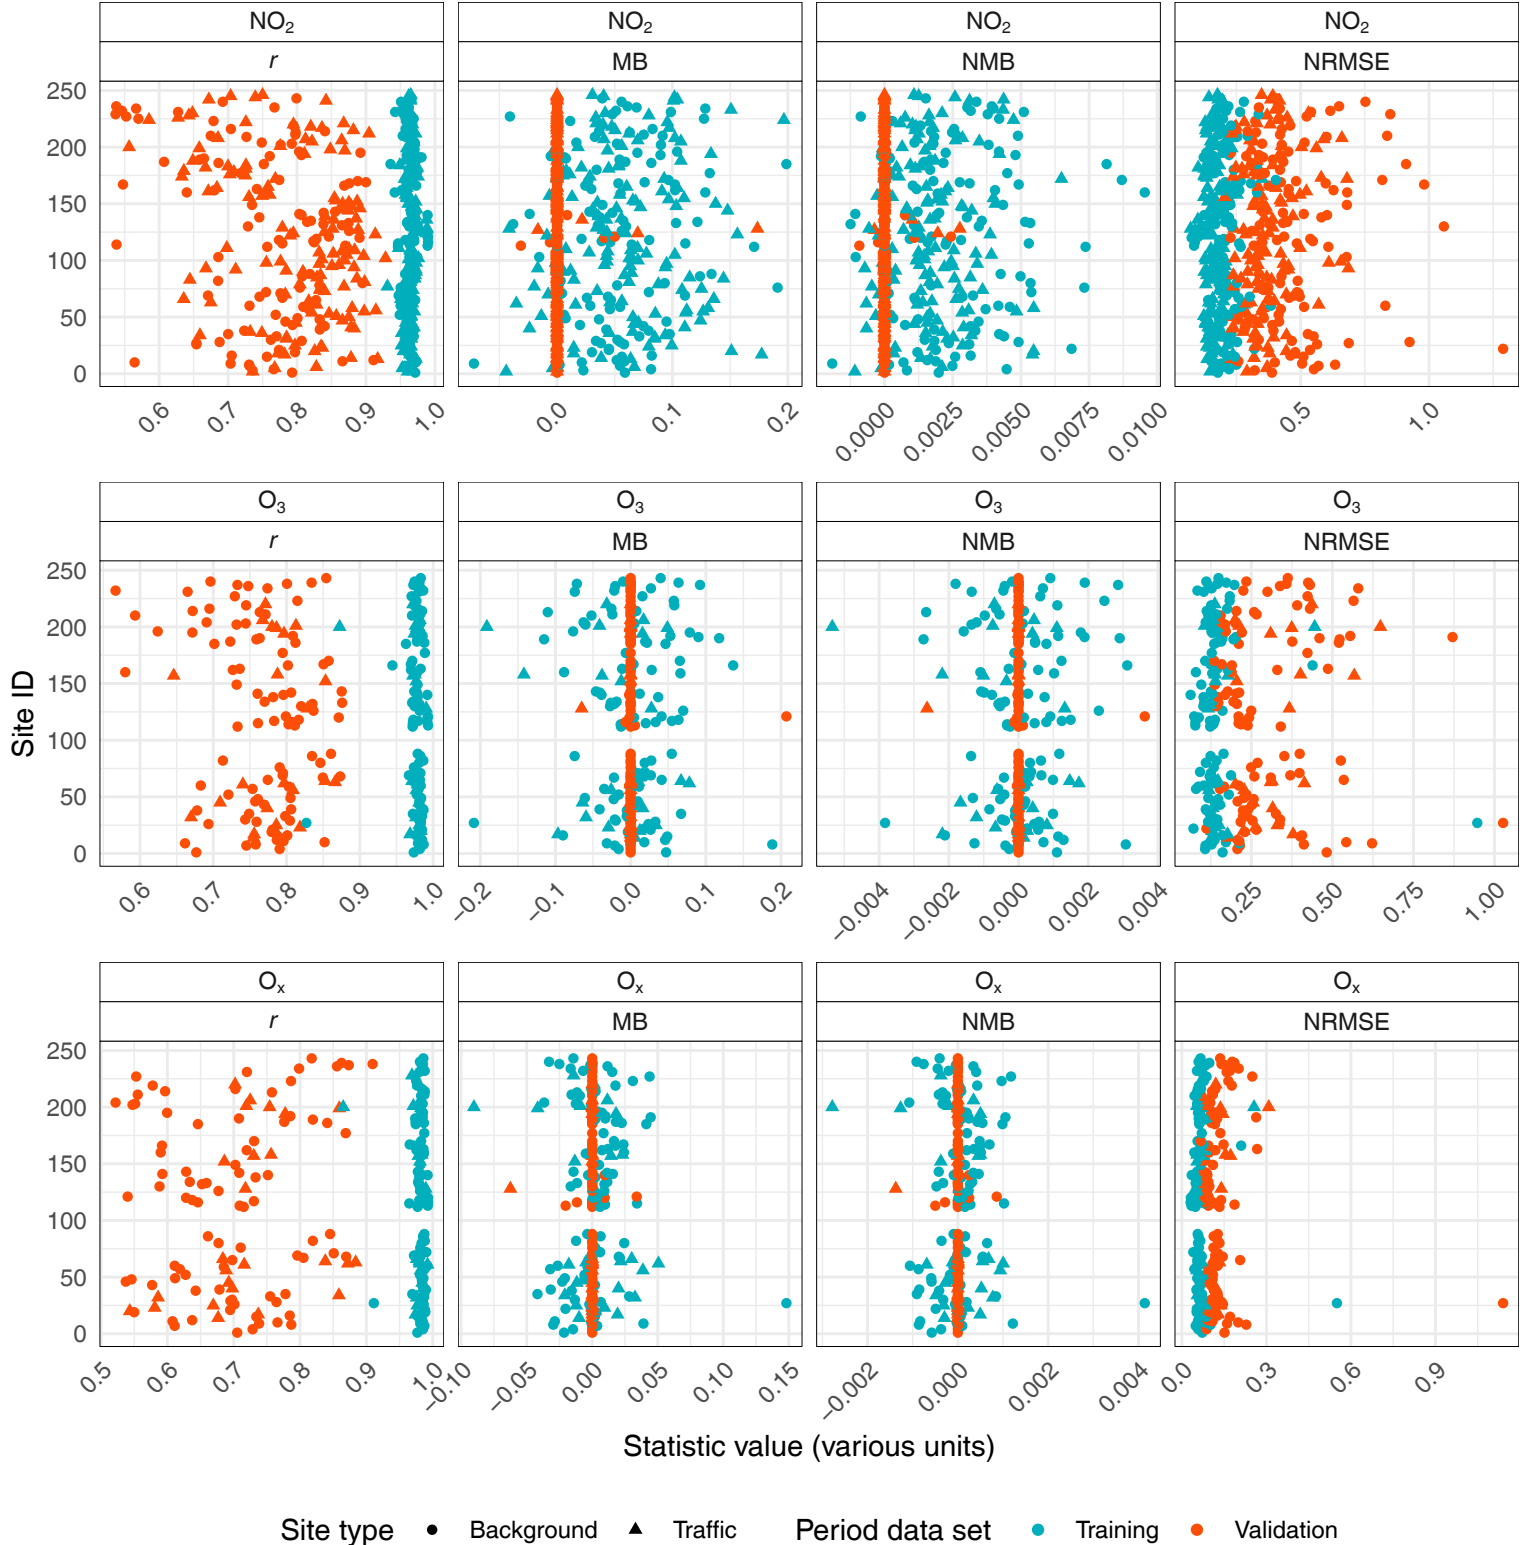 NO₂ NO₂ NO₂ NO₂
r MB NMB NRMSE
250
200
150
100
50
0
0.6 0.7 0.8 0.9 1.0 0.0 0.1 0.2 0.0000 0.0025 0.0050 0.0075 0.0100 0.5 1.0
O₃ O₃ O₃ O₃
r MB NMB NRMSE
250
200
150
100
50
0
0.6 0.7 0.8 0.9 1.0 −0.2 −0.1 0.0 0.1 0.2 −0.004 −0.002 0.000 0.002 0.004 0.25 0.50 0.75 1.00
Site ID
Oₓ Oₓ Oₓ Oₓ
r MB NMB NRMSE
250
200
150
100
50
0
0.5 0.6 0.7 0.8 0.9 1.0 −0.10 −0.05 0.00 0.05 0.10 0.15 −0.002 0.000 0.002 0.004 0.0 0.3 0.6 0.9
Statistic value (various units)
Site type Background Traffic Period data set Training Validation